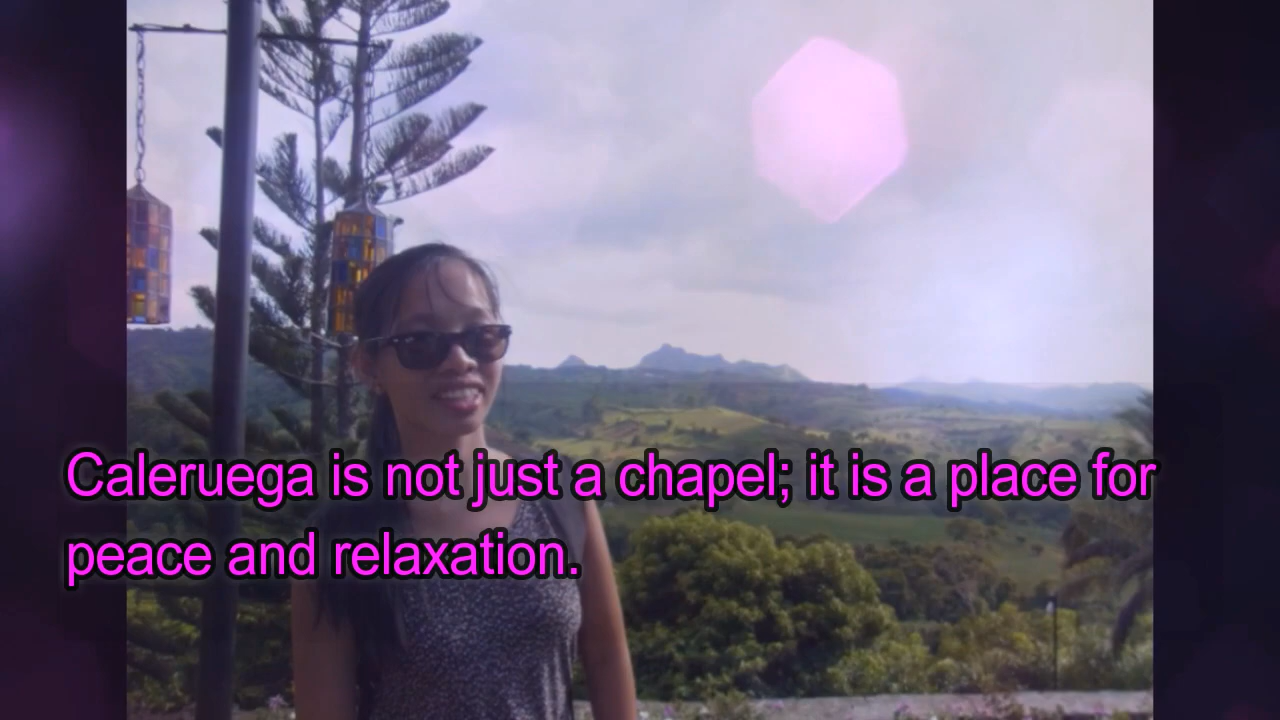 Caleruega is not just a chapel; it is a place for
peace and relaxation.